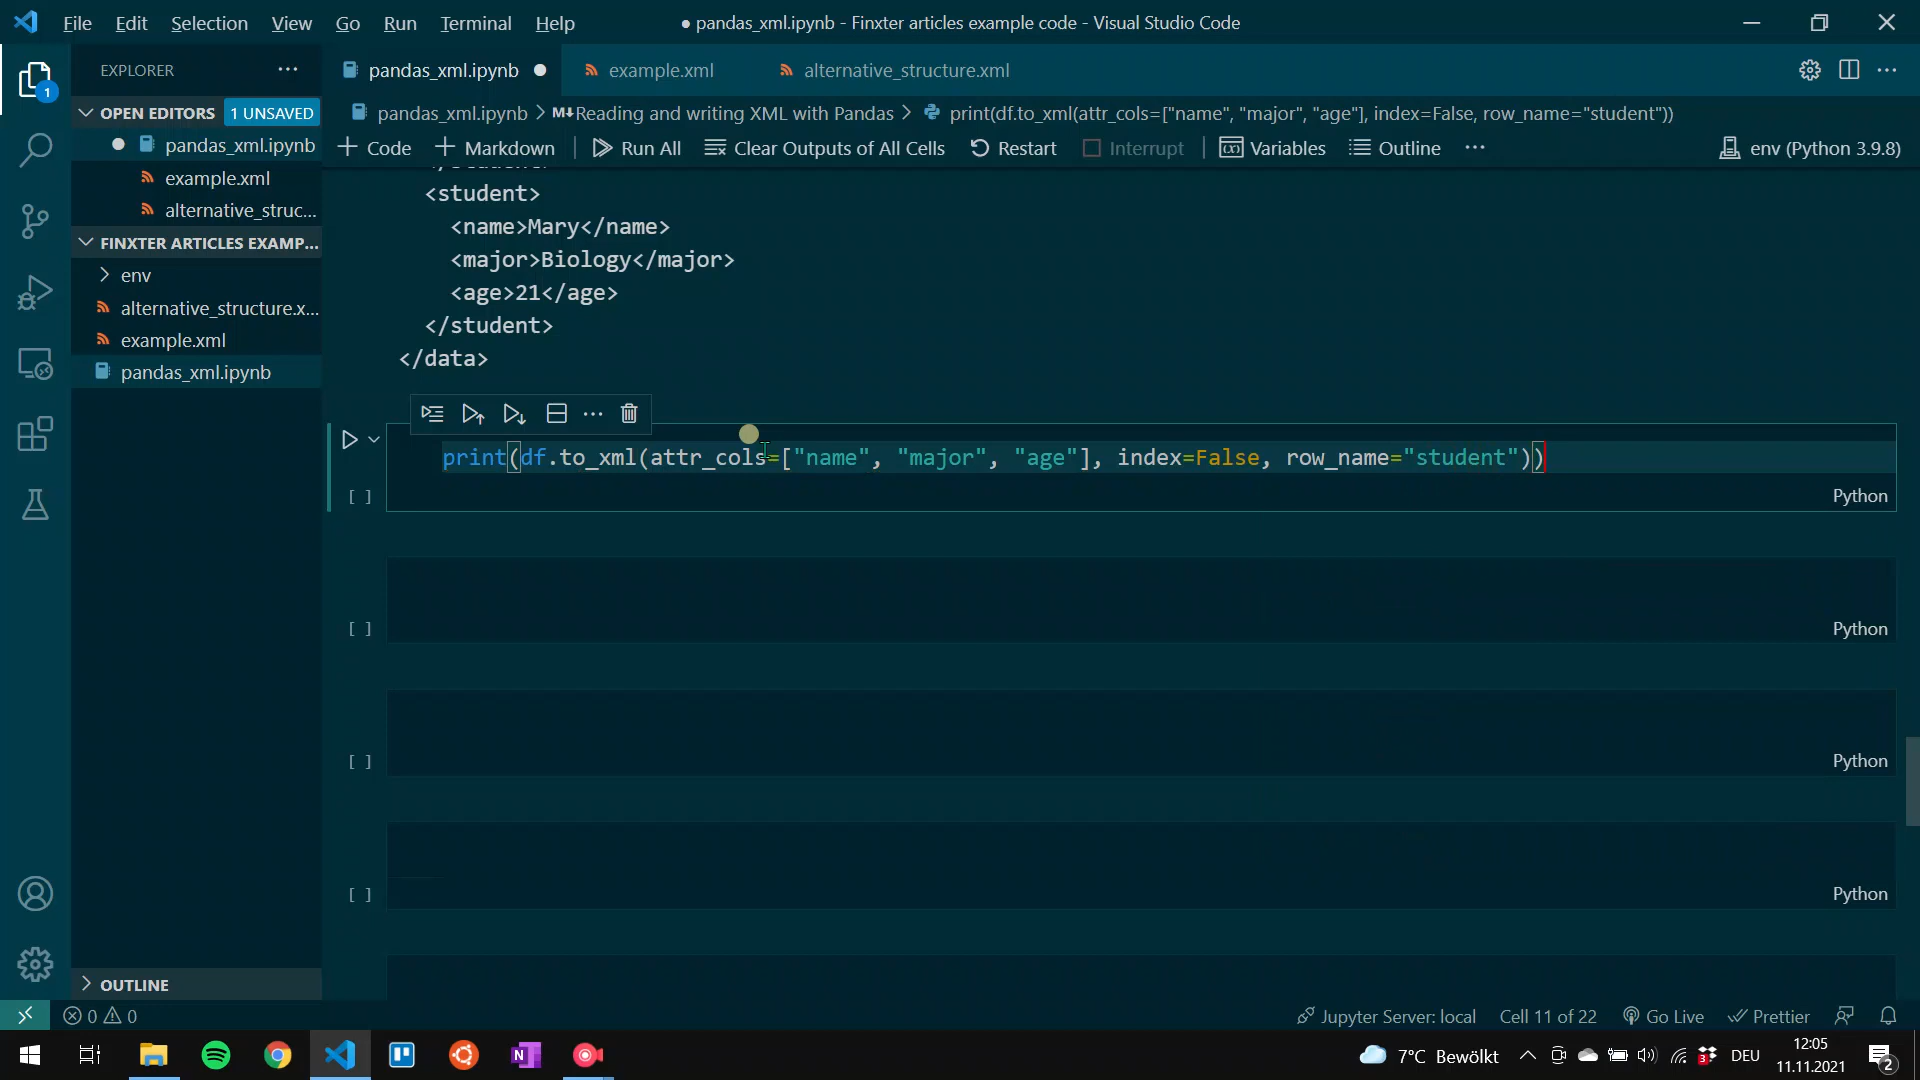 File Edit Selection View Go Run Terminal Help
● pandas_xml.ipynb - Finxter articles example code - Visual Studio Code
EXPLORER
pandas_xml.ipynb
example.xml
alternative_structure.xml
OPEN EDITORS
1 UNSAVED
pandas_xml.ipynb
example.xml
alternative_struc...
FINXTER ARTICLES EXAMP...
env
alternative_structure.x...
example.xml
pandas_xml.ipynb
OUTLINE
pandas_xml.ipynb > M↓Reading and writing XML with Pandas > print(df.to_xml(attr_cols=["name", "major", "age"], index=False, row_name="student"))
+ Code + Markdown Run All Clear Outputs of All Cells Restart Interrupt Variables Outline ...
env (Python 3.9.8)
<student>
<name>Mary</name>
<major>Biology</major>
<age>21</age>
</student>
</data>
print(df.to_xml(attr_cols=["name", "major", "age"], index=False, row_name="student"))
[ ] Python
[ ] Python
[ ] Python
[ ] Python
1
0 0
Jupyter Server: local Cell 11 of 22 Go Live Prettier
7°C Bewölkt
3
DEU
12:05
11.11.2021
2